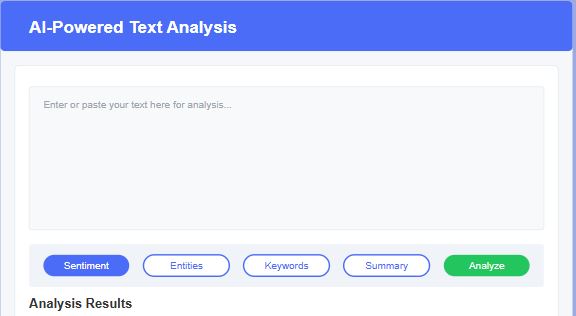 AI-Powered Text Analysis
Enter or paste your text here for analysis...
Sentiment Entities Keywords Summary Analyze
Analysis Results